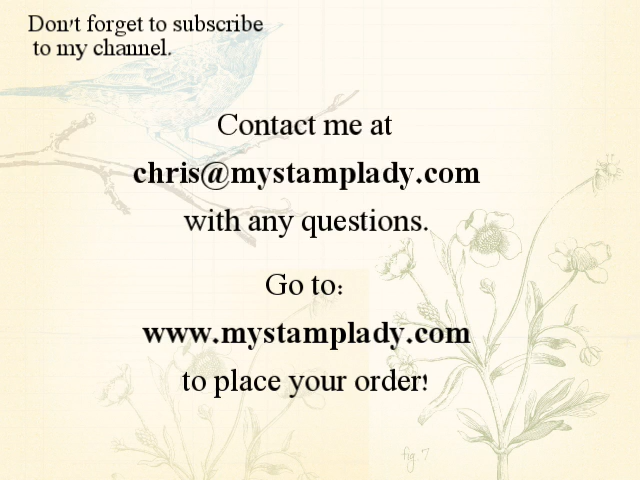 Don't forget to subscribe
to my channel.
Contact me at
chris@mystamplady.com
with any questions.
Go to:
www.mystamplady.com
to place your order!
fig. 7